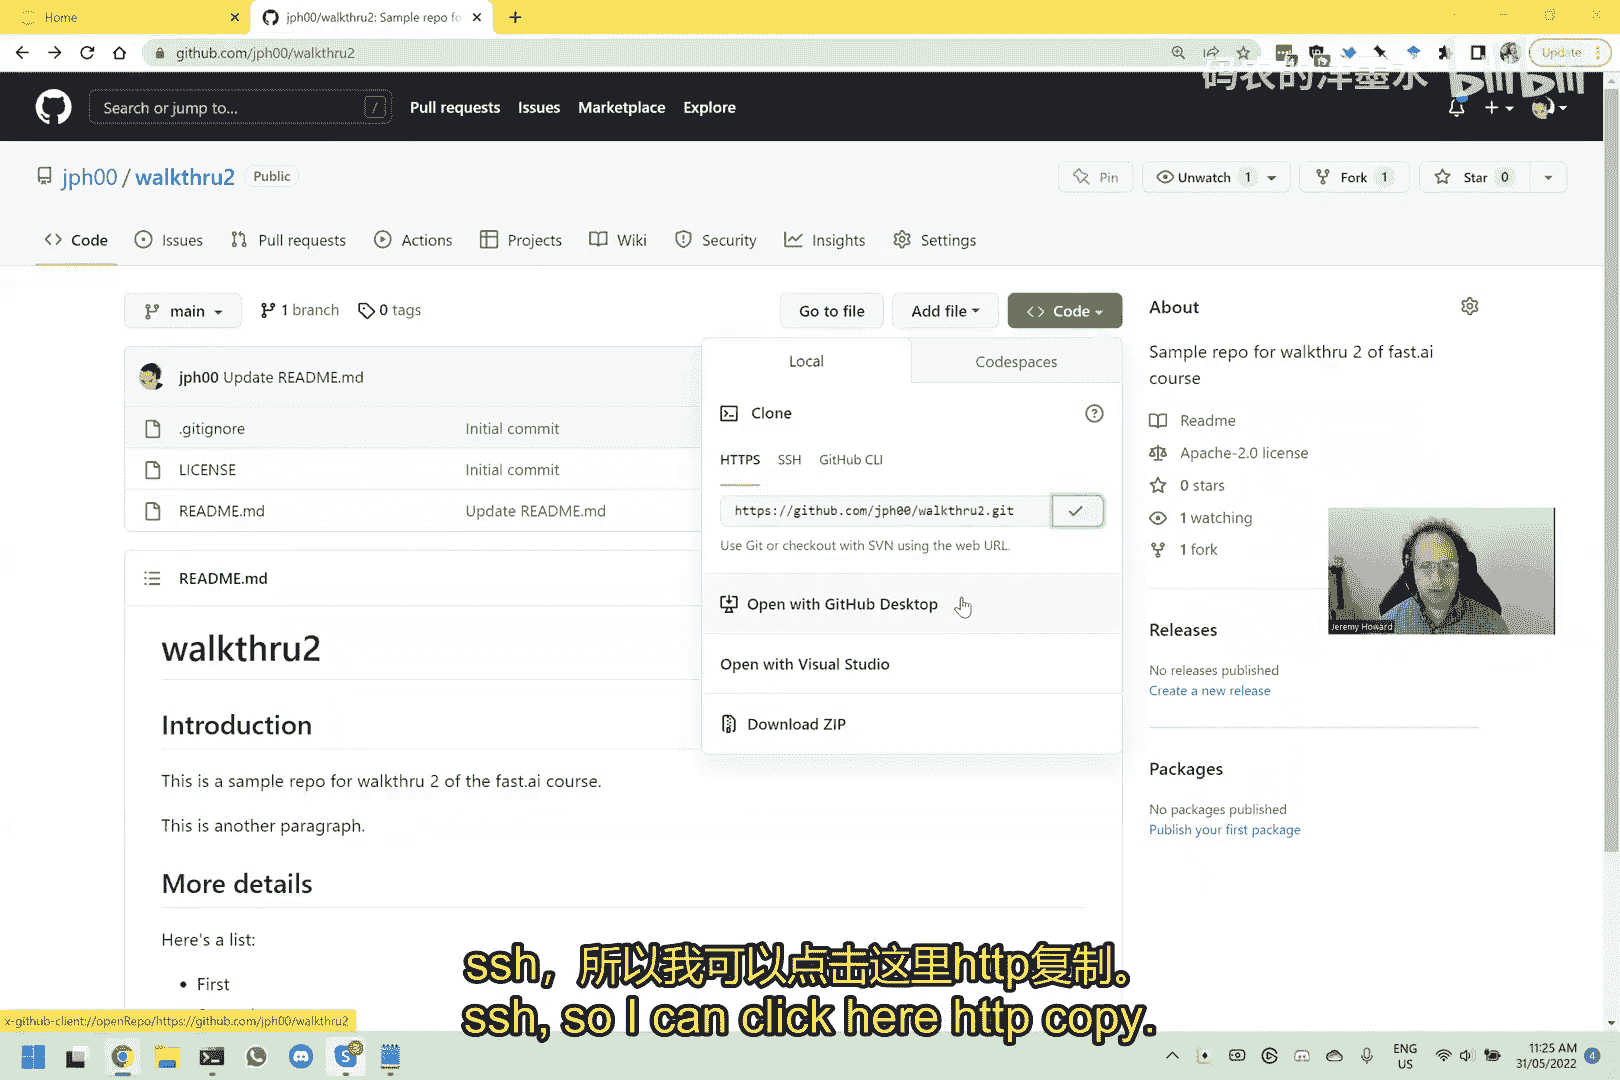 Home
jph00/walkthru2: Sample repo fo
github.com/jph00/walkthru2
Update
码农的洋墨水 bilibili
Search or jump to...
/
Pull requests
Issues
Marketplace
Explore
jph00 / walkthru2
Public
Pin
Unwatch 1
Fork 1
Star 0
Code
Issues
Pull requests
Actions
Projects
Wiki
Security
Insights
Settings
main
1 branch
0 tags
Go to file
Add file
Code
About
Sample repo for walkthru 2 of fast.ai
course
Readme
Apache-2.0 license
0 stars
1 watching
1 fork
Releases
No releases published
Create a new release
Packages
No packages published
Publish your first package
Local
Codespaces
Clone
HTTPS
SSH
GitHub CLI
https://github.com/jph00/walkthru2.git
Use Git or checkout with SVN using the web URL.
Open with GitHub Desktop
Open with Visual Studio
Download ZIP
jph00 Update README.md
.gitignore
Initial commit
LICENSE
Initial commit
README.md
Update README.md
README.md
walkthru2
Introduction
This is a sample repo for walkthru 2 of the fast.ai course.
This is another paragraph.
More details
Here's a list:
First
Jeremy Howard
ssh，所以我可以点击这里http复制。
ssh, so I can click here http copy.
x-github-client://openRepo/https://github.com/jph00/walkthru2
ENG
US
11:25 AM
31/05/2022
4